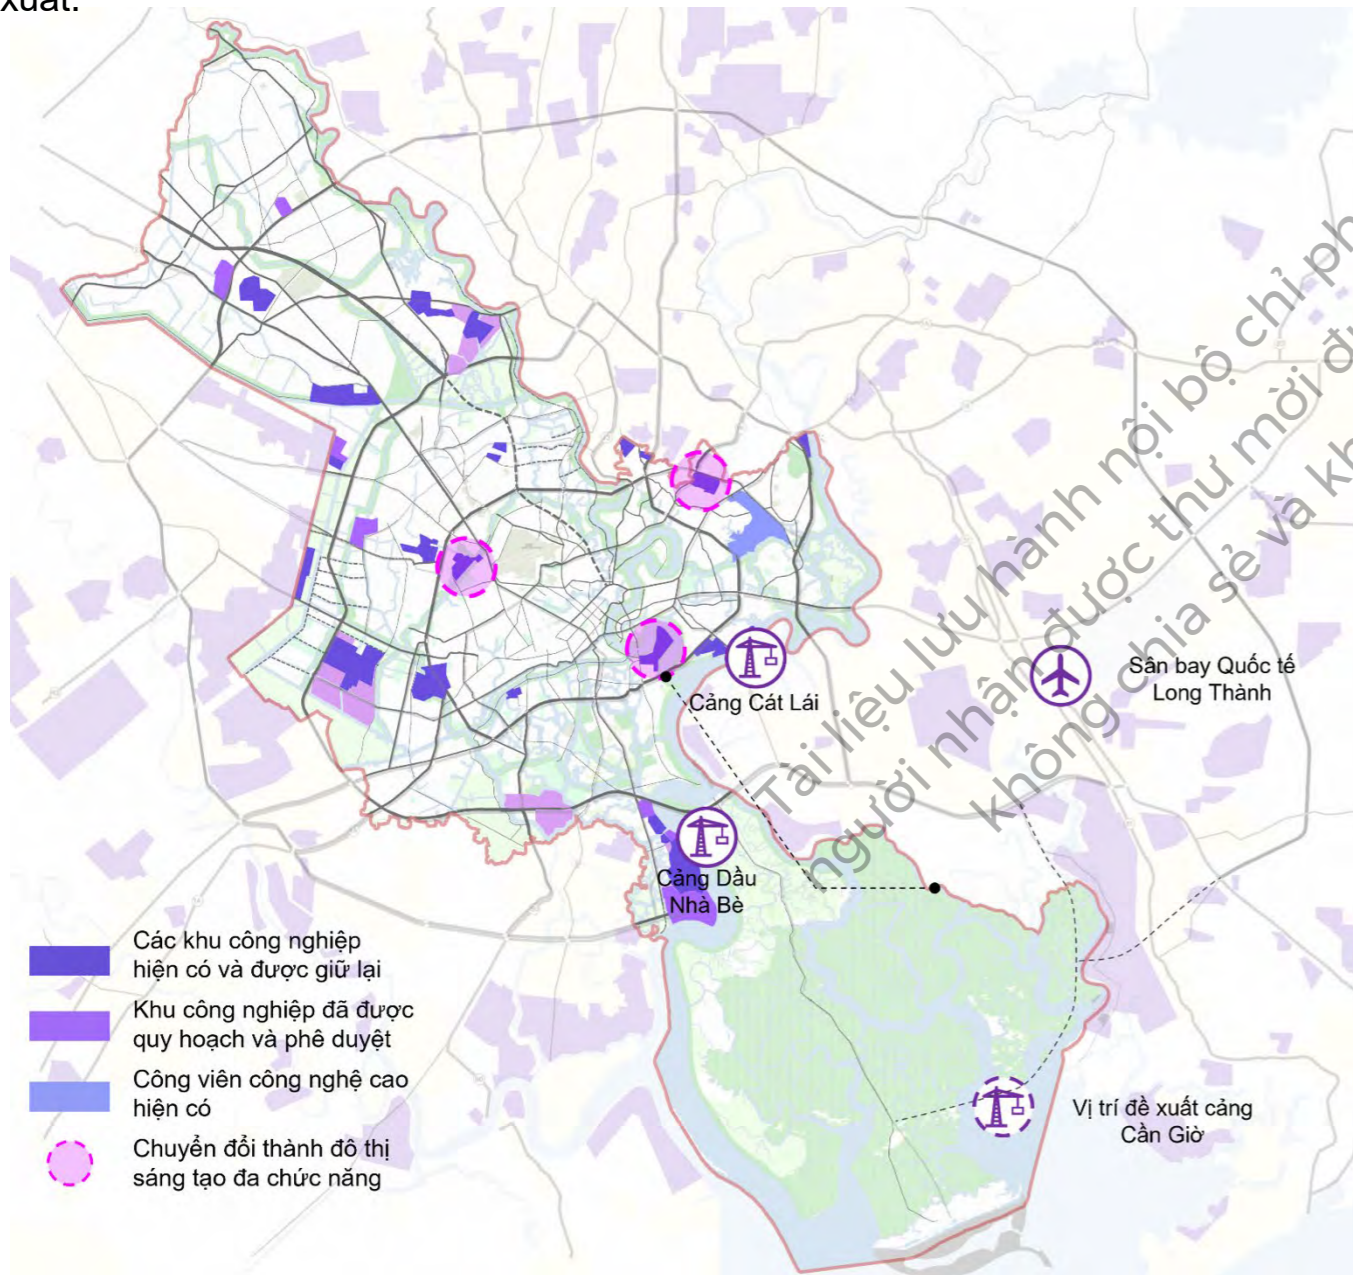 xuất.
Tài liệu lưu hành nội bộ chỉ
người nhận được thư mời
không chia sẻ và
Sân bay Quốc tế
Long Thành
Cảng Cát Lái
Cảng Dầu
Nhà Bè
Vị trí đề xuất cảng
Cần Giờ
Các khu công nghiệp
hiện có và được giữ lại
Khu công nghiệp đã được
quy hoạch và phê duyệt
Công viên công nghệ cao
hiện có
Chuyển đổi thành đô thị
sáng tạo đa chức năng